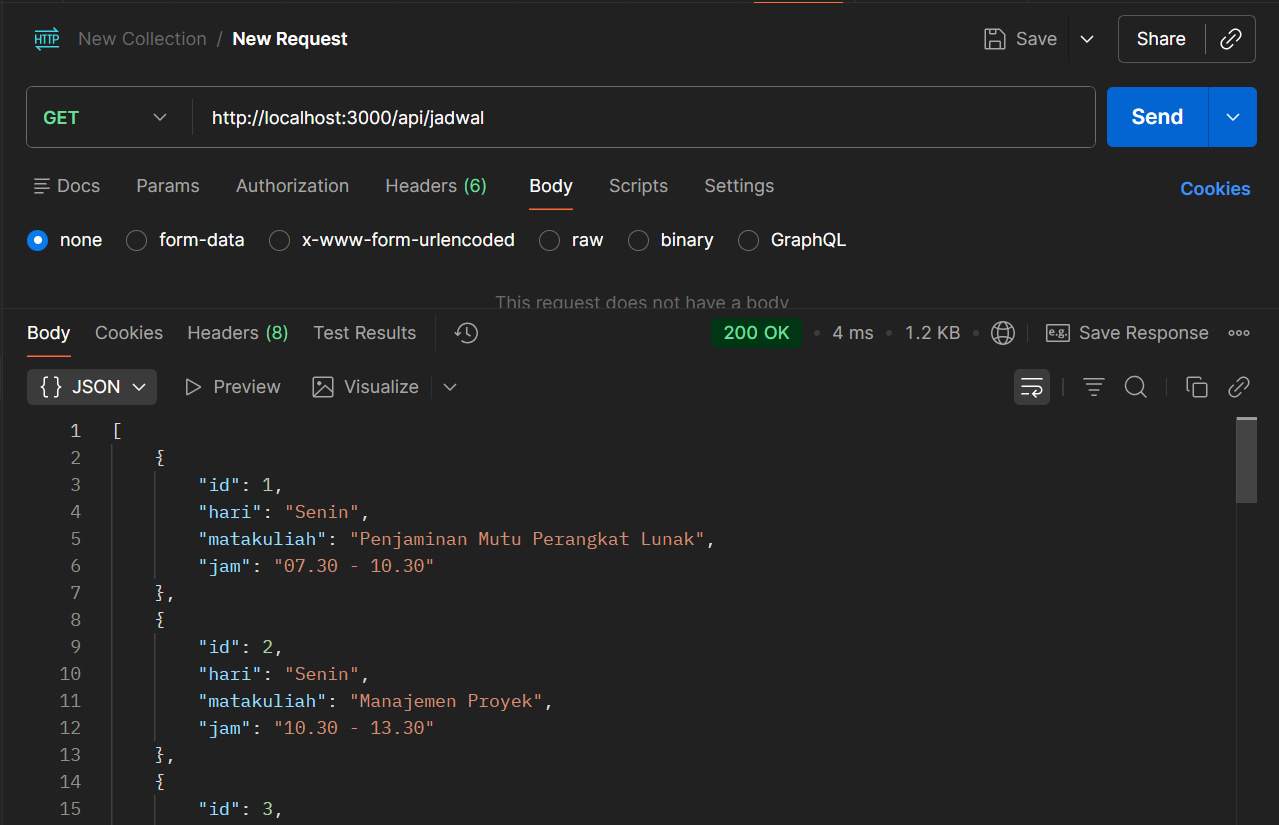 HTTP New Collection / New Request Save Share
GET http://localhost:3000/api/jadwal Send
Docs Params Authorization Headers (6) Body Scripts Settings Cookies
none form-data x-www-form-urlencoded raw binary GraphQL
This request does not have a body
Body Cookies Headers (8) Test Results 200 OK • 4 ms • 1.2 KB • e.g. Save Response
{} JSON Preview Visualize
1 [
2 {
3 "id": 1,
4 "hari": "Senin",
5 "matakuliah": "Penjaminan Mutu Perangkat Lunak",
6 "jam": "07.30 - 10.30"
7 },
8 {
9 "id": 2,
10 "hari": "Senin",
11 "matakuliah": "Manajemen Proyek",
12 "jam": "10.30 - 13.30"
13 },
14 {
15 "id": 3,